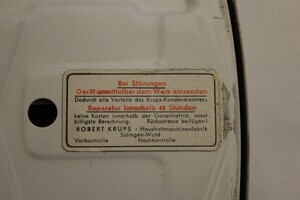 Bei Störungen
Gerät unmittelbar dem Werk einsenden
Dadurch alle Vorteile des Krups-Kundendienstes:
Reparatur innerhalb 48 Stunden
keine Kosten innerhalb der Garantiefrist, sonst
billigste Berechnung. Rückadresse beifügen!
ROBERT KRUPS - Haushaltmaschinenfabrik
Solingen-Wald
Vorkontrolle Nachkontrolle